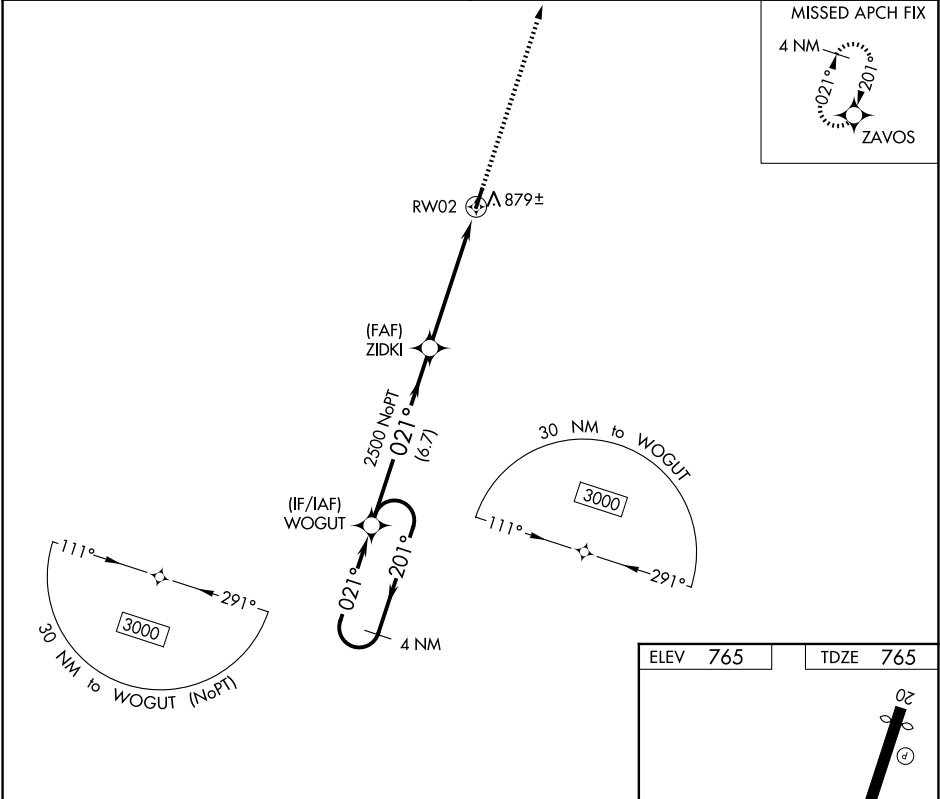 MISSED APCH FIX
4 NM
021°
201°
ZAVOS
RW02
879±
(FAF)
ZIDKI
2500 NoPT
021°
(6.7)
30 NM to WOGUT
3000
111°
291°
(IF/IAF)
WOGUT
021°
201°
4 NM
111°
291°
3000
30 NM to WOGUT (NoPT)
ELEV 765
TDZE 765
20
P